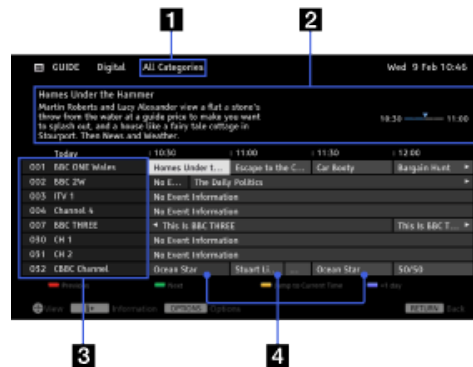 1 2
GUIDE Digital All Categories Wed 9 Feb 10:46
Homes Under the Hammer
Martin Roberts and Lucy Alexander view a flat a stone's
throw from the water at a guide price to make you want
to splash out, and a house like a fairy tale cottage in
Stourport. Then News and Weather.
10:30 11:00
Today 10:30 11:00 11:30 12:00
001 BBC ONE Wales Homes Under t... Escape to the C... Car Booty Bargain Hunt
002 BBC 2W No E... The Daily Politics
003 ITV 1 No Event Information
004 Channel 4 No Event Information
007 BBC THREE This Is BBC THREE This Is BBC T...
030 CH 1 No Event Information
031 CH 2 No Event Information
032 CBBC Channel Ocean Star Stuart Li... ... Ocean Star 50/50
Previous Next Jump to Current Time +1 day
View Information OPTIONS Options RETURN Back
3 4